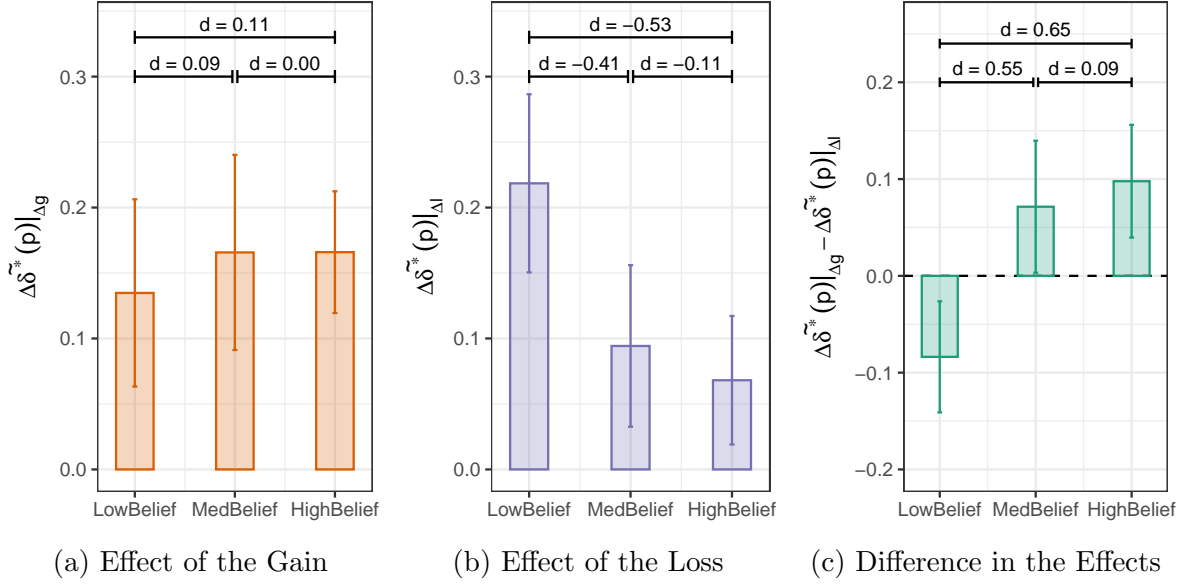 d = 0.11
d = 0.09
d = 0.00
0.3
0.2
0.1
0.0
Δδ̃*(p)|Δg
LowBelief
MedBelief
HighBelief
(a) Effect of the Gain
d = −0.53
d = −0.41
d = −0.11
0.3
0.2
0.1
0.0
Δδ̃*(p)|Δl
LowBelief
MedBelief
HighBelief
(b) Effect of the Loss
d = 0.65
d = 0.55
d = 0.09
0.2
0.1
0.0
−0.1
−0.2
Δδ̃*(p)|Δg − Δδ̃*(p)|Δl
LowBelief
MedBelief
HighBelief
(c) Difference in the Effects